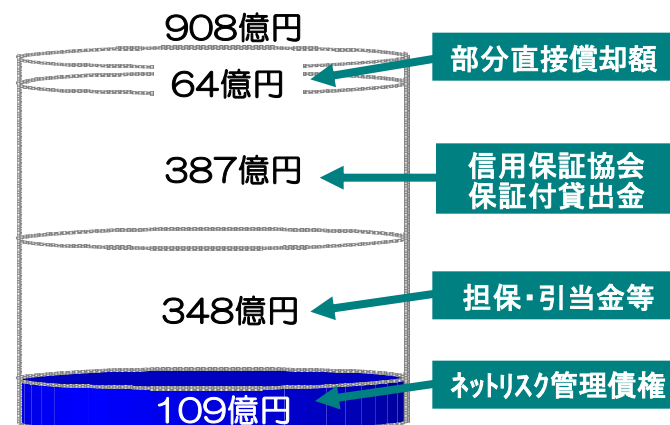 908億円
64億円
部分直接償却額
387億円
信用保証協会
保証付貸出金
348億円
担保・引当金等
109億円
ﾈｯﾄﾘｽｸ管理債権